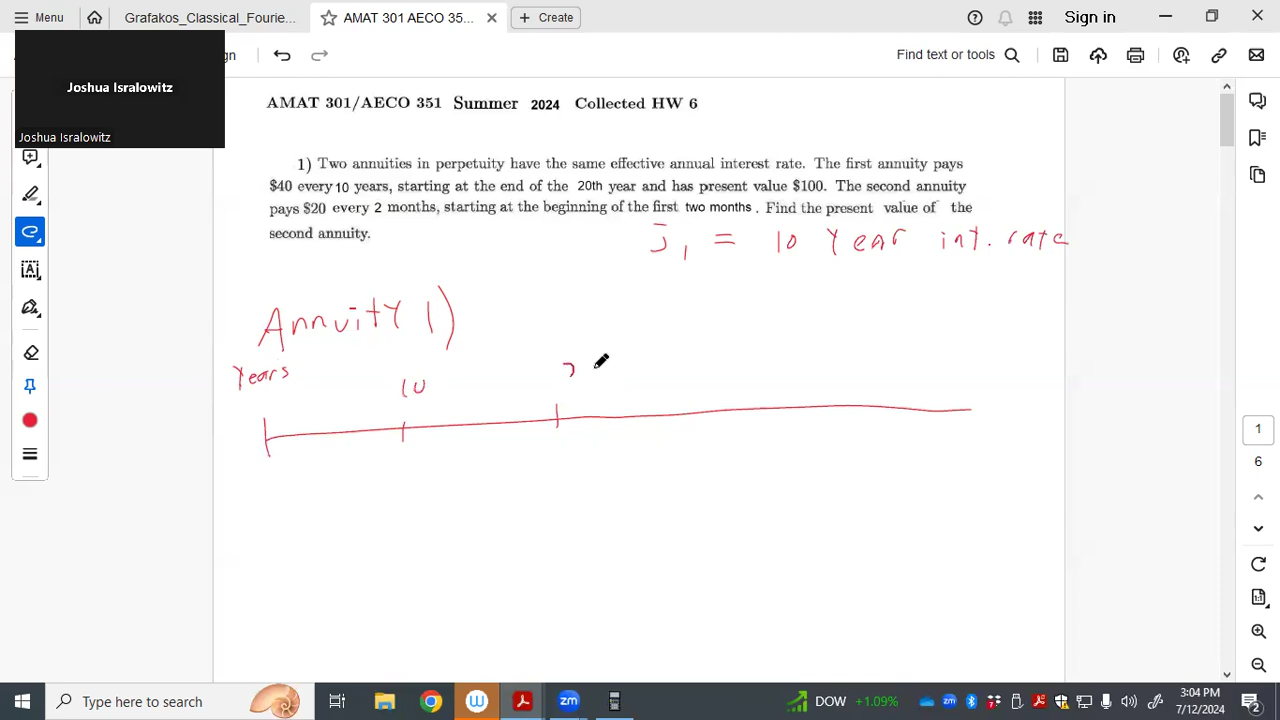 Menu
Grafakos_Classical_Fourie...
AMAT 301 AECO 35...
Create
Sign in
Find text or tools
Joshua Isralowitz
Joshua Isralowitz
AMAT 301/AECO 351 Summer 2024 Collected HW 6
1) Two annuities in perpetuity have the same effective annual interest rate. The first annuity pays
$40 every 10 years, starting at the end of the 20th year and has present value $100. The second annuity
pays $20 every 2 months, starting at the beginning of the first two months. Find the present value of the
second annuity.
J1 = 10 Year int. rate
Annuity 1)
Years
10
1
6
Type here to search
DOW +1.09%
3:04 PM
7/12/2024
2